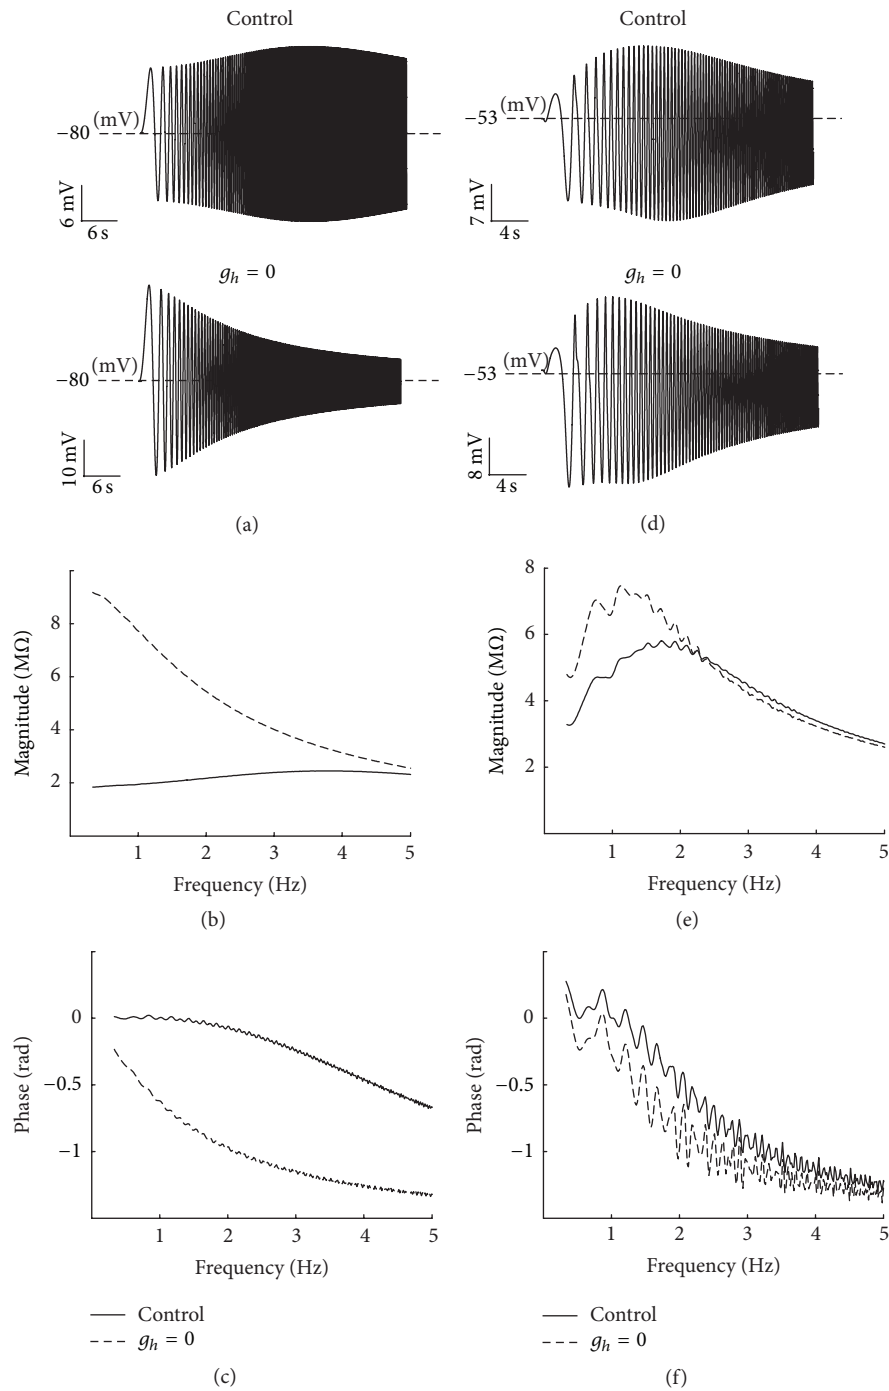 Control
(mV)
−80
6 mV
6 s
g_h = 0
(mV)
−80
10 mV
6 s
(a)
Control
(mV)
−53
7 mV
4 s
g_h = 0
(mV)
−53
8 mV
4 s
(d)
Magnitude (MΩ)
8
6
4
2
1 2 3 4 5
Frequency (Hz)
(b)
Magnitude (MΩ)
8
6
4
2
1 2 3 4 5
Frequency (Hz)
(e)
Phase (rad)
0
−0.5
−1
1 2 3 4 5
Frequency (Hz)
Control
g_h = 0
(c)
Phase (rad)
0
−0.5
−1
1 2 3 4 5
Frequency (Hz)
Control
g_h = 0
(f)